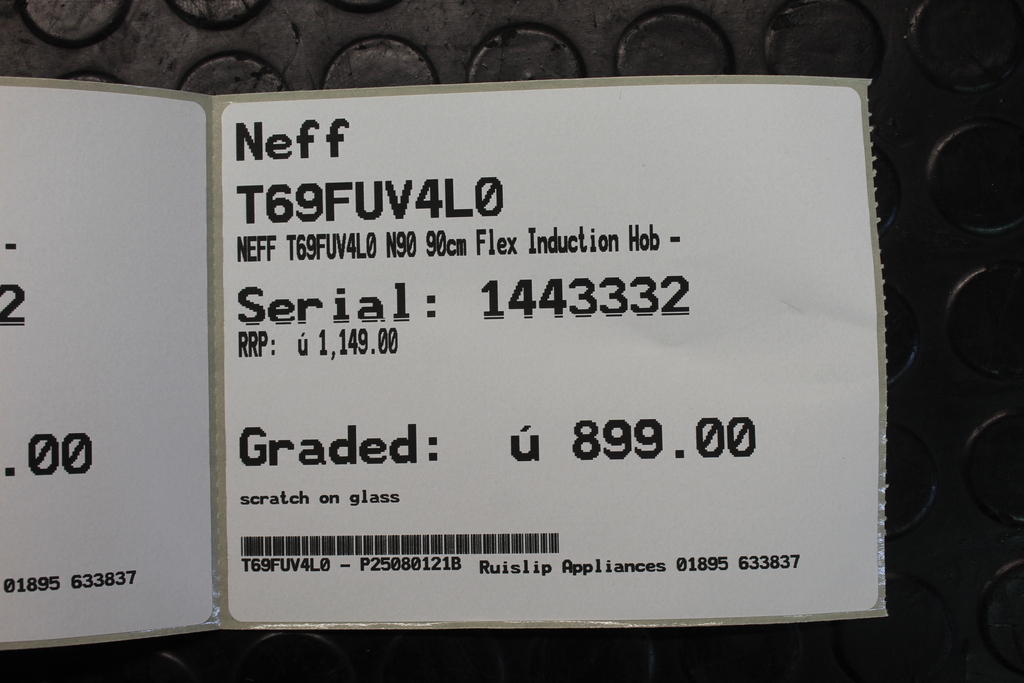 Neff
T69FUV4L0
NEFF T69FUV4L0 N90 90cm Flex Induction Hob -
Serial: 1443332
RRP: ú 1,149.00
Graded: ú 899.00
scratch on glass
T69FUV4L0 - P25080121B Ruislip Appliances 01895 633837
-
2
.00
01895 633837